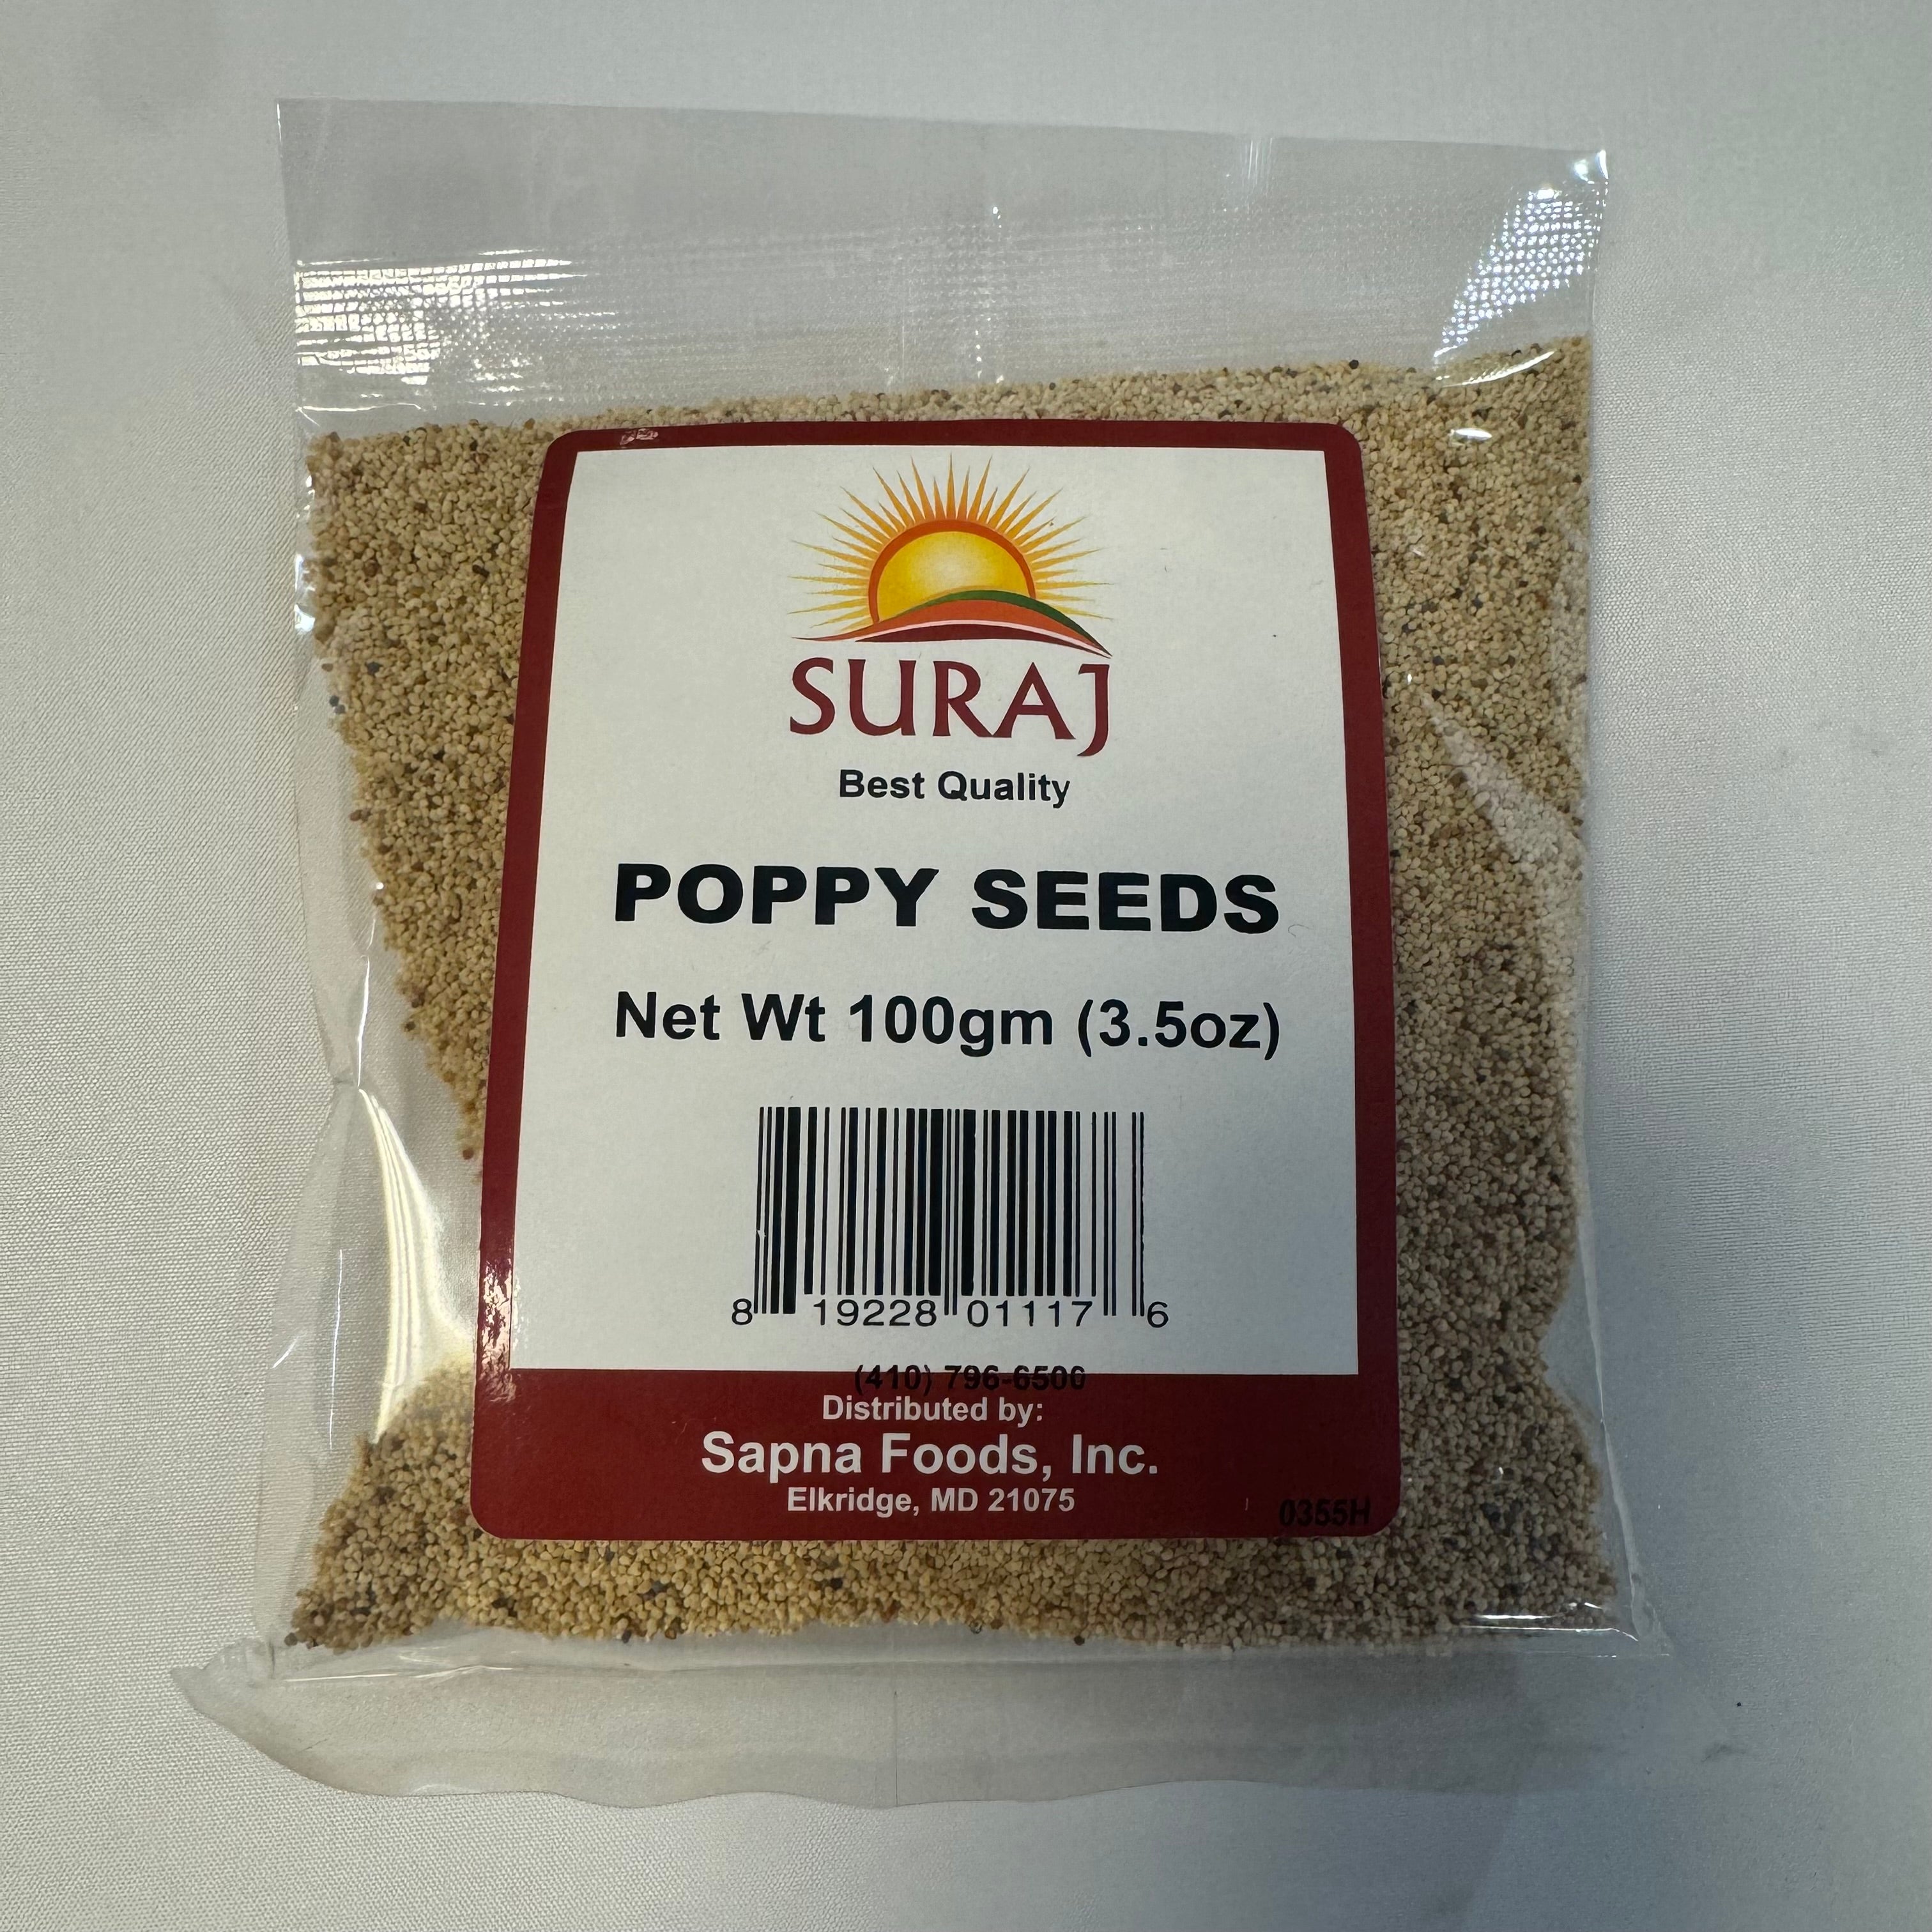 SURAJ
Best Quality
POPPY SEEDS
Net Wt 100gm (3.5oz)
8 19228 01117 6
(410) 796-6500
Distributed by:
Sapna Foods, Inc.
Elkridge, MD 21075
0355H